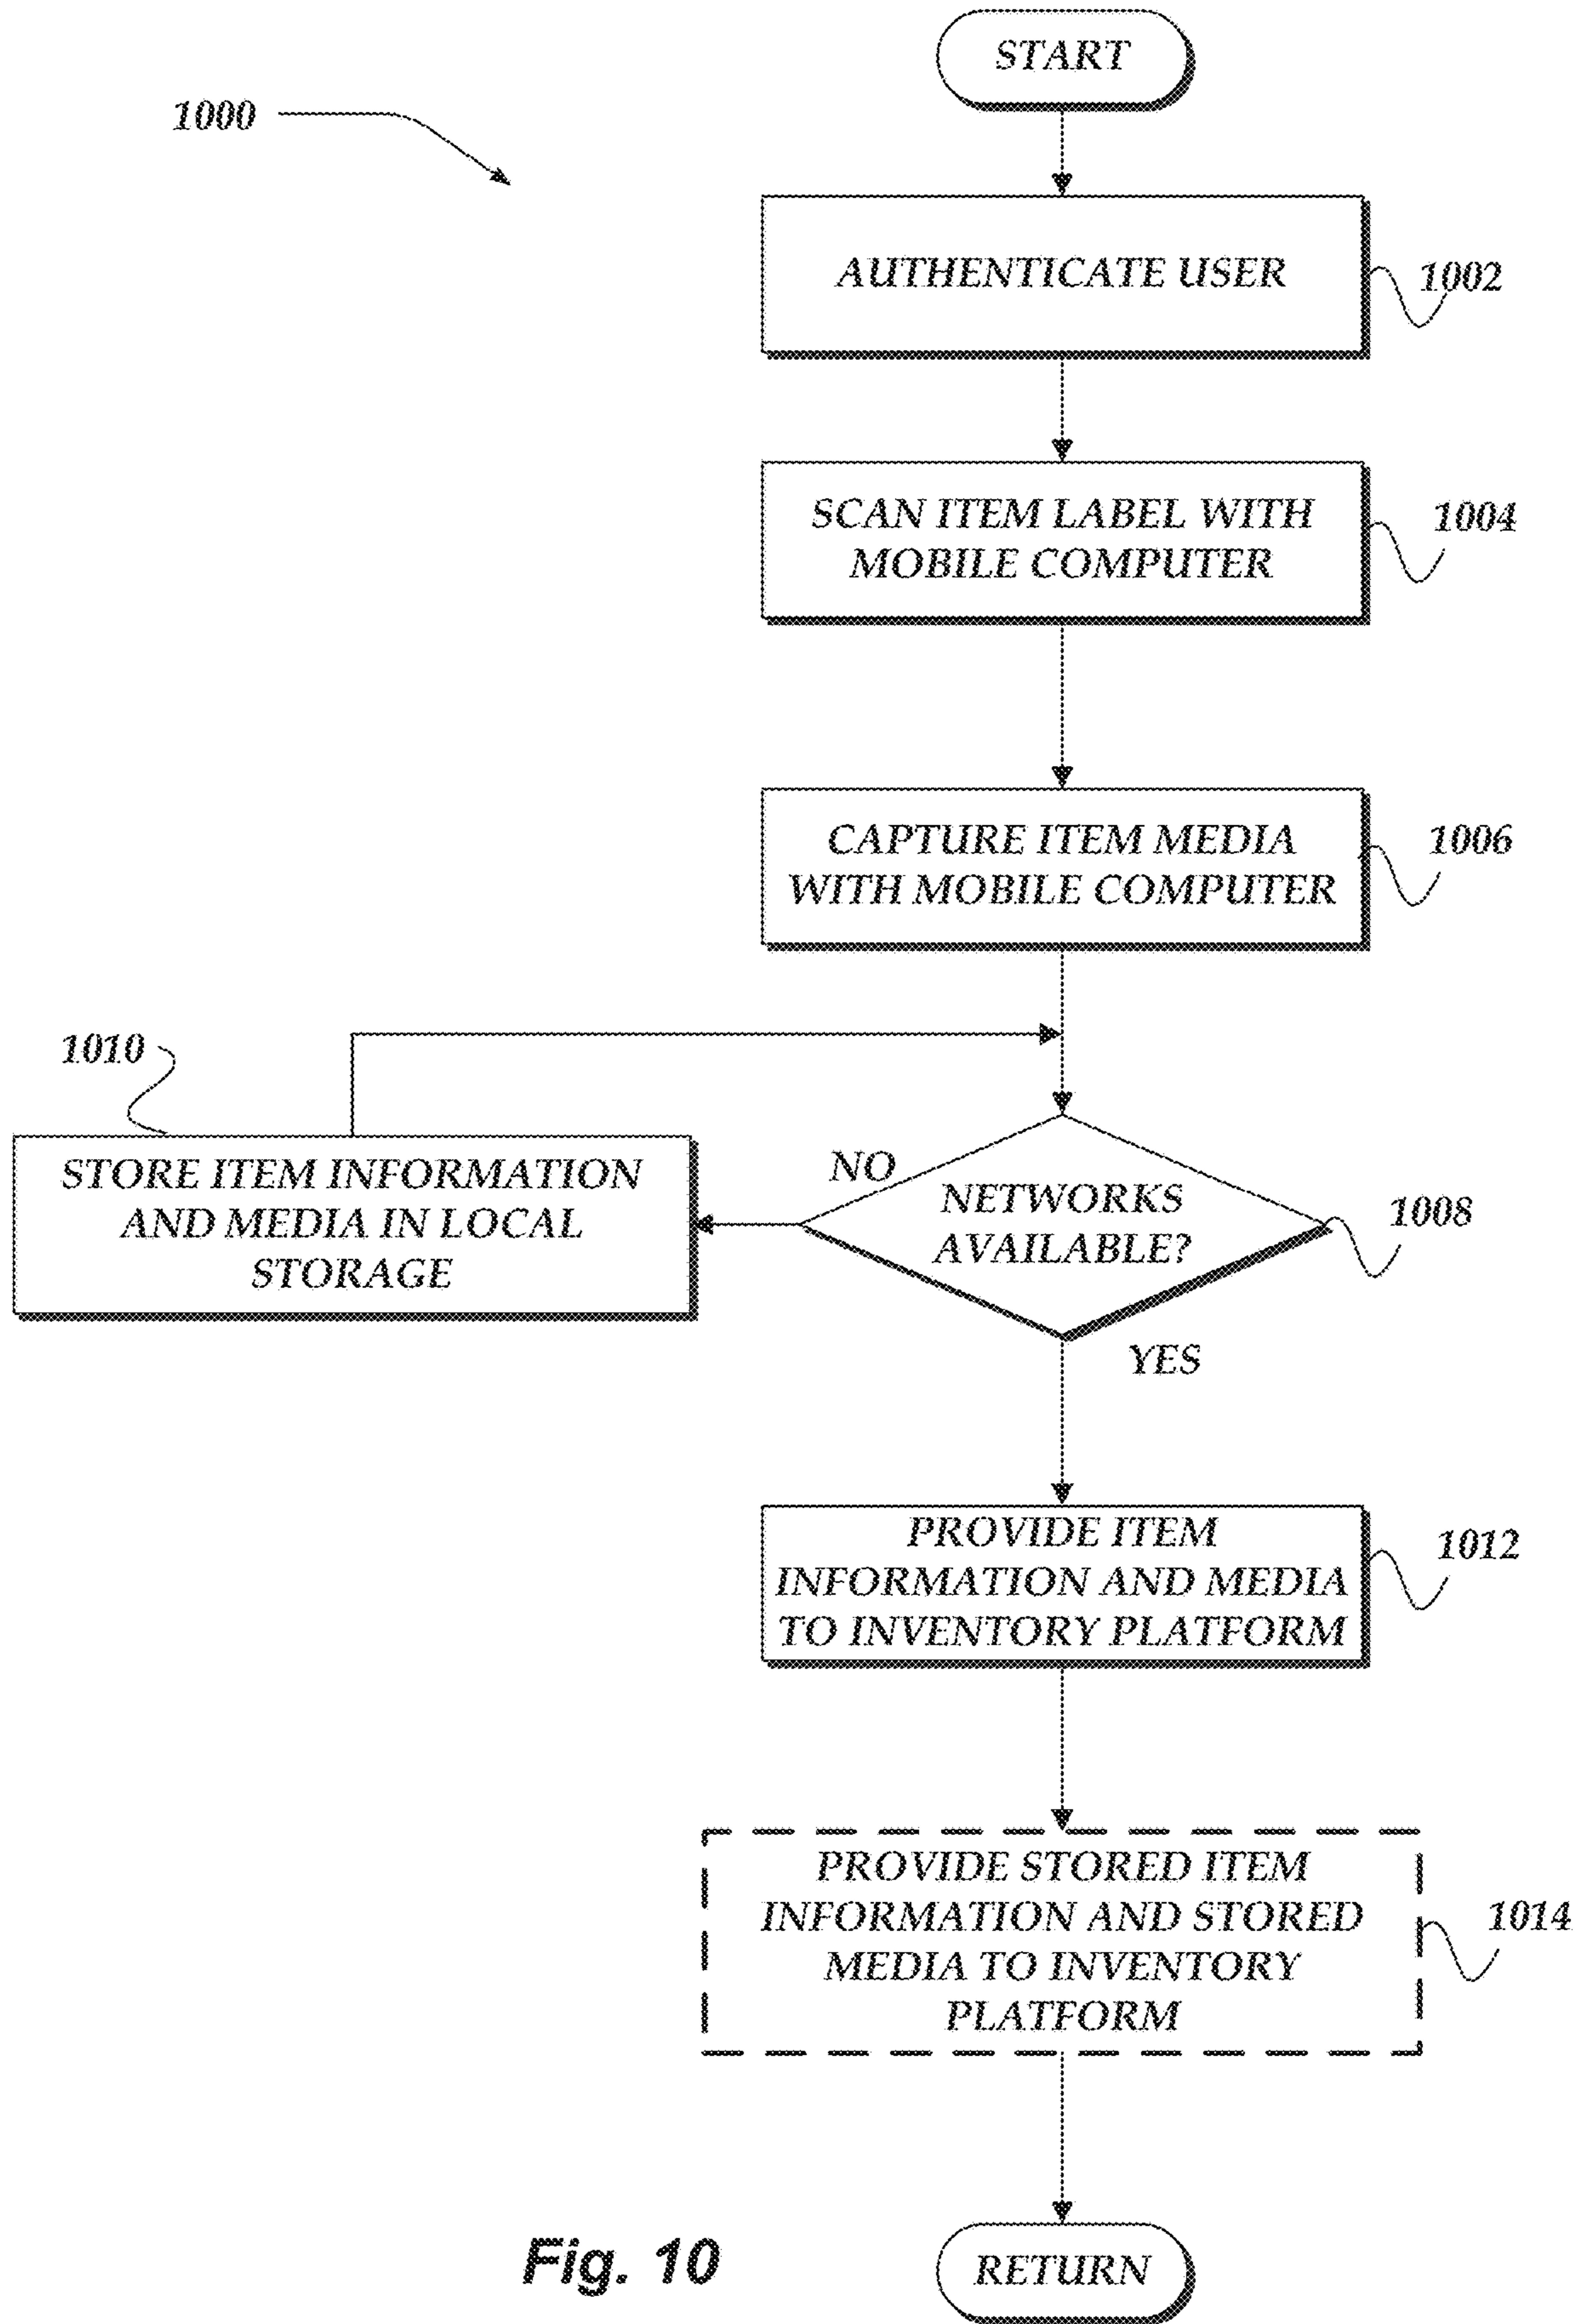 START
1000
AUTHENTICATE USER
1002
SCAN ITEM LABEL WITH
MOBILE COMPUTER
1004
CAPTURE ITEM MEDIA
WITH MOBILE COMPUTER
1006
1010
STORE ITEM INFORMATION
AND MEDIA IN LOCAL
STORAGE
NO
NETWORKS
AVAILABLE?
1008
YES
PROVIDE ITEM
INFORMATION AND MEDIA
TO INVENTORY PLATFORM
1012
PROVIDE STORED ITEM
INFORMATION AND STORED
MEDIA TO INVENTORY
PLATFORM
1014
Fig. 10
RETURN